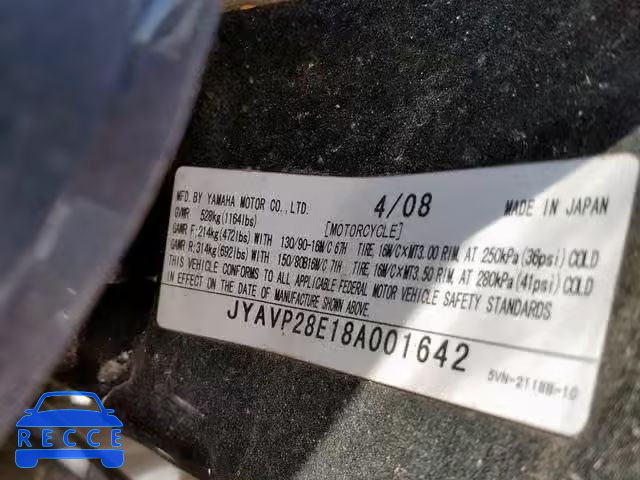 MFD. BY YAMAHA MOTOR CO., LTD. 4/08 MADE IN JAPAN
GVWR 528kg(1164lbs) [MOTORCYCLE]
GAWR F:214kg(472lbs) WITH 130/90-16M/C 67H TIRE, 16M/C×MT3.00 RIM, AT 250kPa(36psi) COLD
GAWR R:314kg(692lbs) WITH 150/80B16M/C 71H TIRE, 16M/C×MT3.50 RIM, AT 280kPa(41psi) COLD
THIS VEHICLE CONFORMS TO ALL APPLICABLE FEDERAL MOTOR VEHICLE SAFETY STANDARDS
IN EFFECT ON THE DATE OF MANUFACTURE SHOWN ABOVE.
JYAVP28E18A001642
5VN-2118B-10
RECCE